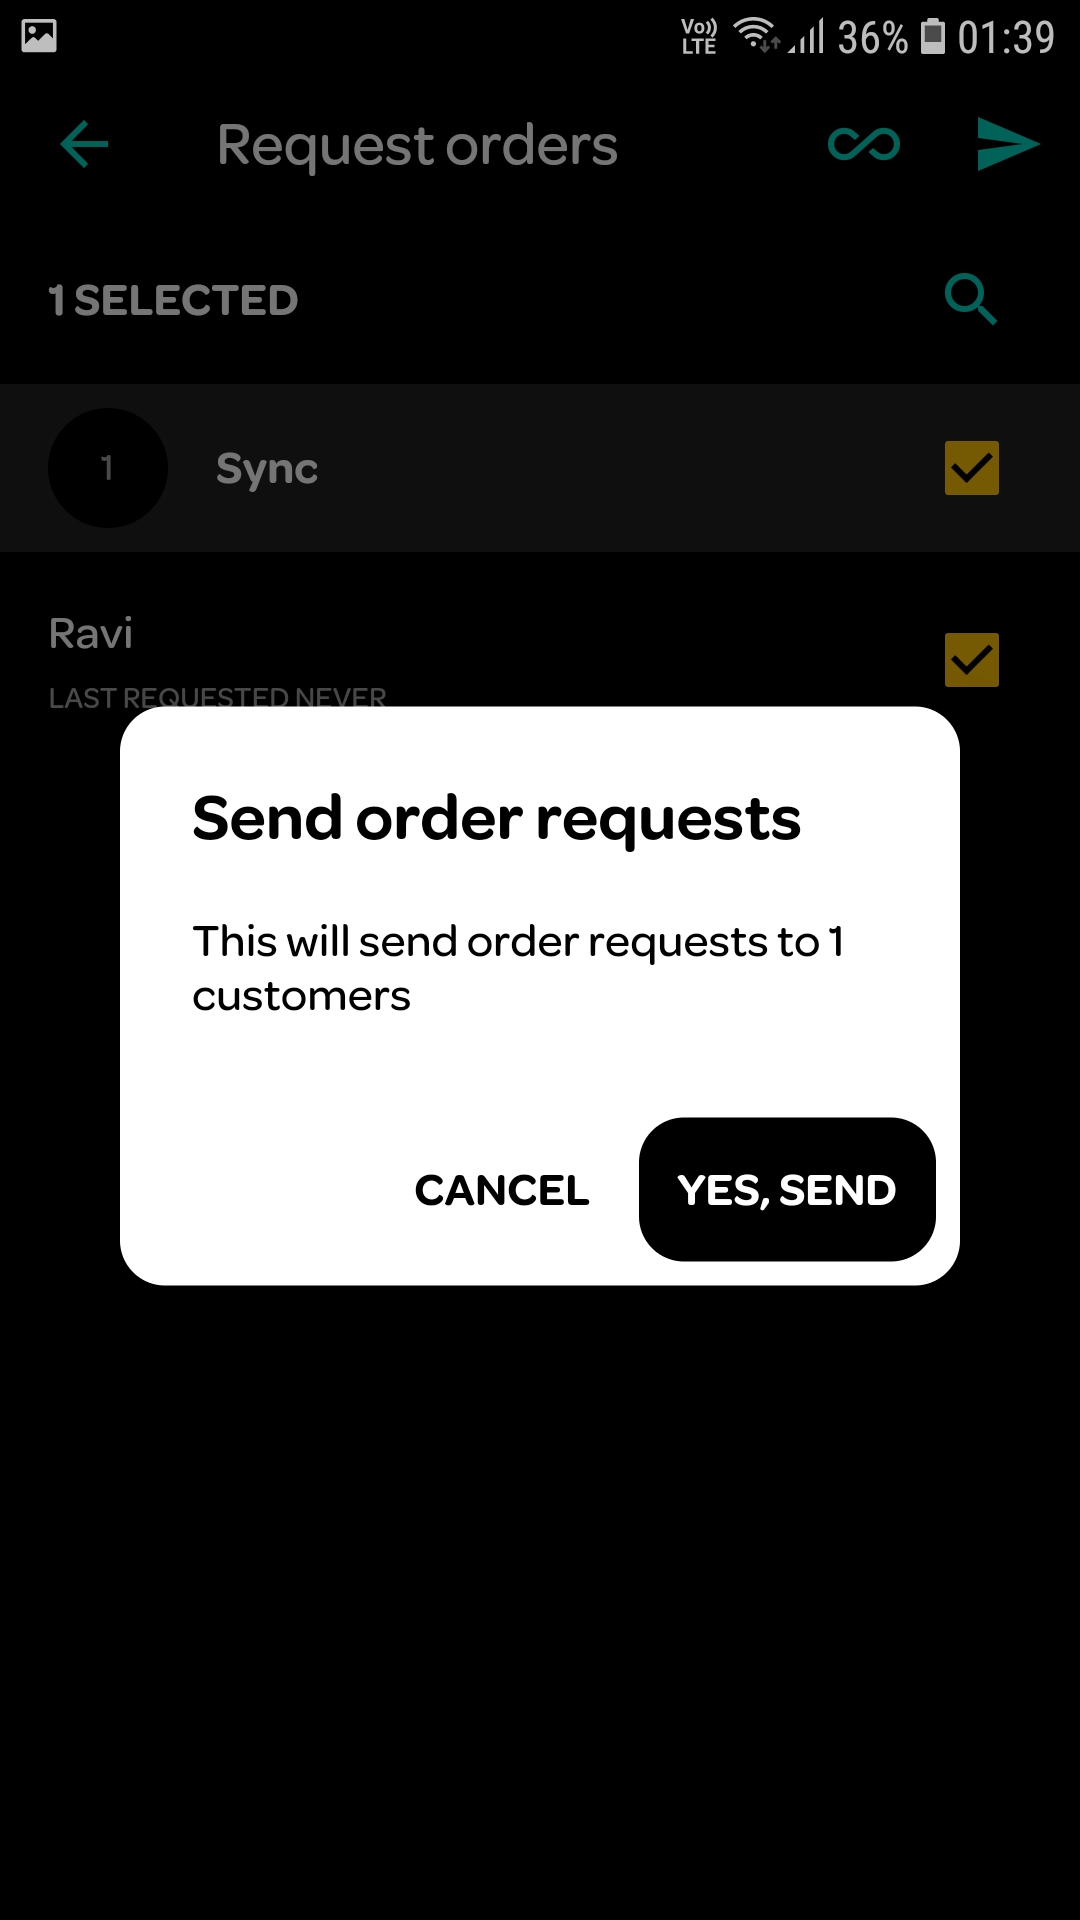 Vo)) LTE 36% 01:39
Request orders
1 SELECTED
1 Sync
Ravi
LAST REQUESTED NEVER
Send order requests
This will send order requests to 1
customers
CANCEL YES, SEND